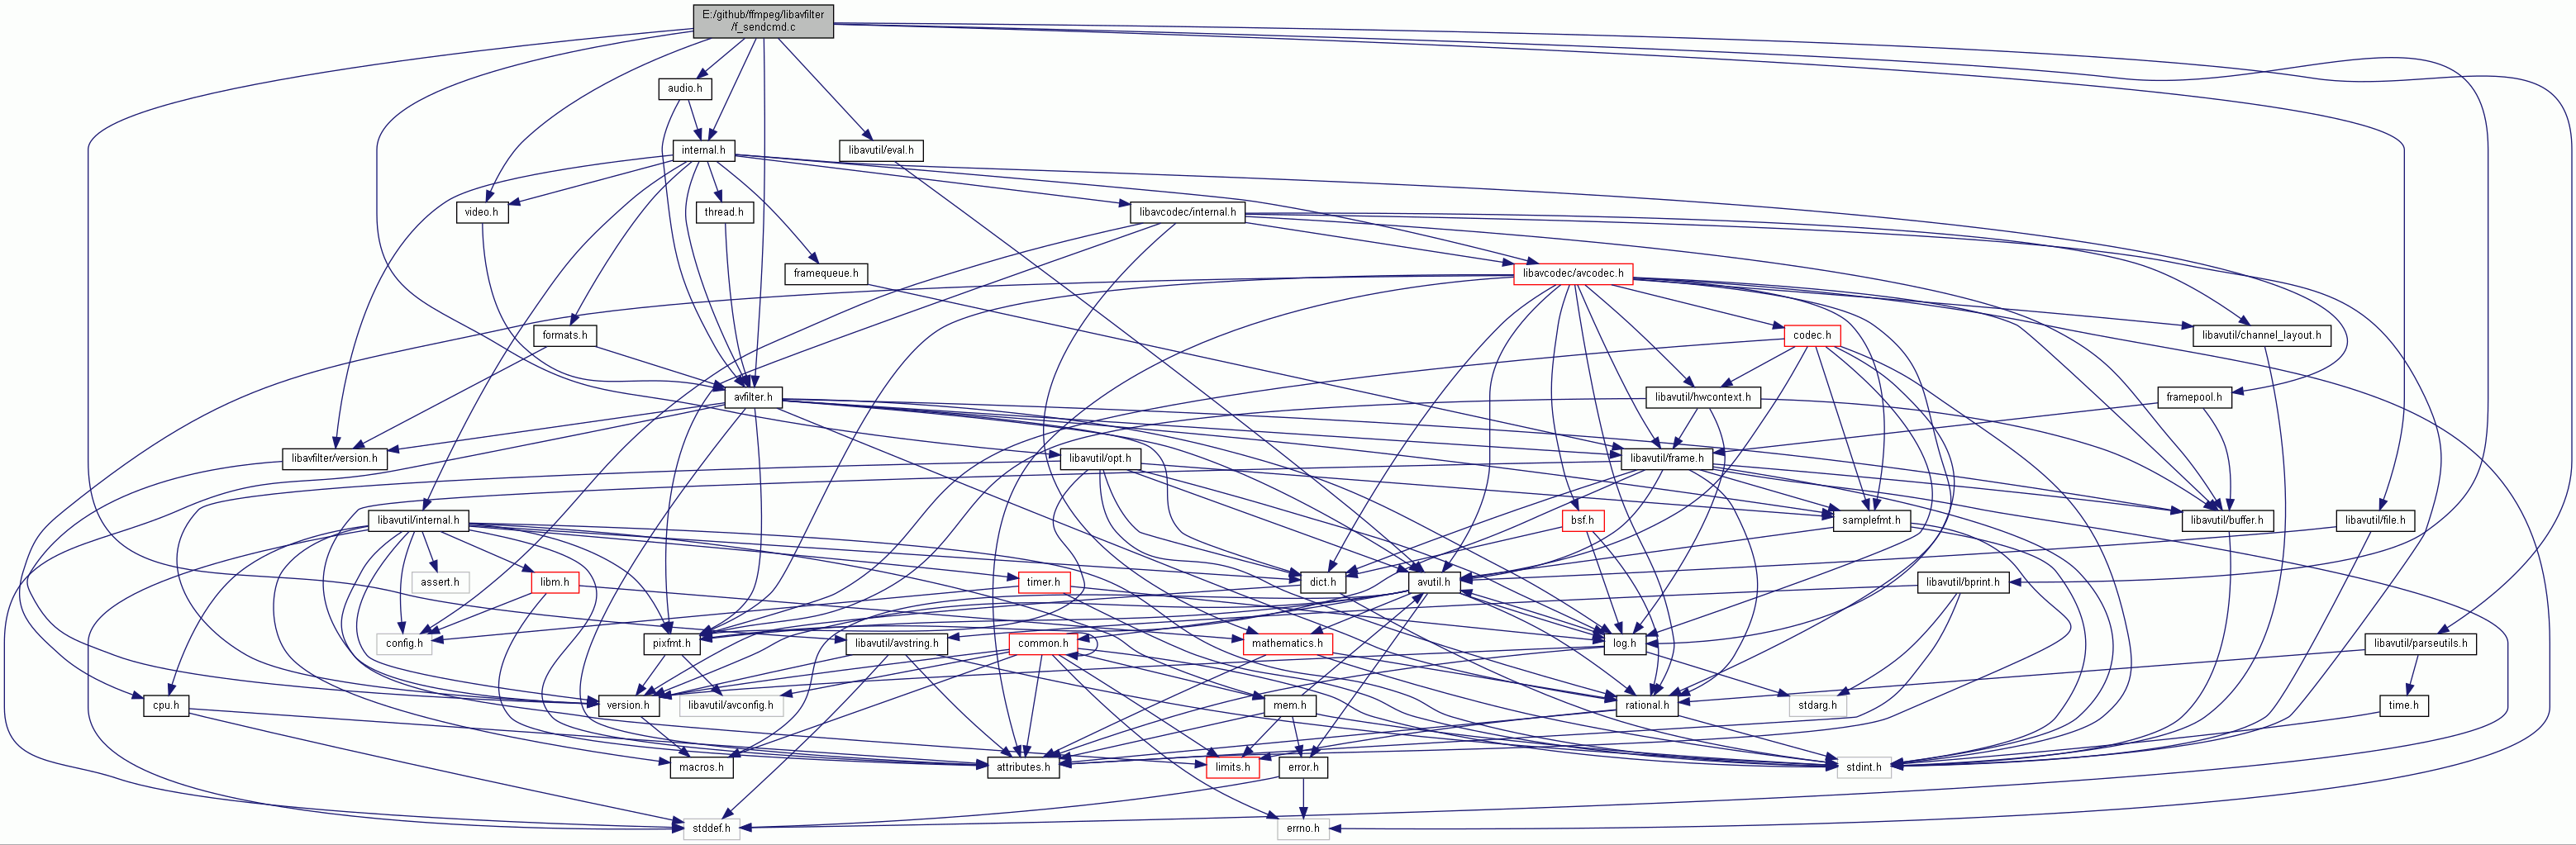 E:/github/ffmpeg/libavfilter
/f_sendcmd.c
audio.h
internal.h
libavutil/eval.h
video.h
thread.h
libavcodec/internal.h
framequeue.h
libavcodec/avcodec.h
formats.h
codec.h
libavutil/channel_layout.h
avfilter.h
libavutil/hwcontext.h
framepool.h
libavfilter/version.h
libavutil/opt.h
libavutil/frame.h
libavutil/internal.h
bsf.h
samplefmt.h
libavutil/buffer.h
libavutil/file.h
assert.h
libm.h
timer.h
dict.h
avutil.h
libavutil/bprint.h
config.h
pixfmt.h
libavutil/avstring.h
common.h
mathematics.h
log.h
libavutil/parseutils.h
cpu.h
version.h
libavutil/avconfig.h
mem.h
rational.h
stdarg.h
time.h
macros.h
attributes.h
limits.h
error.h
stdint.h
stddef.h
errno.h